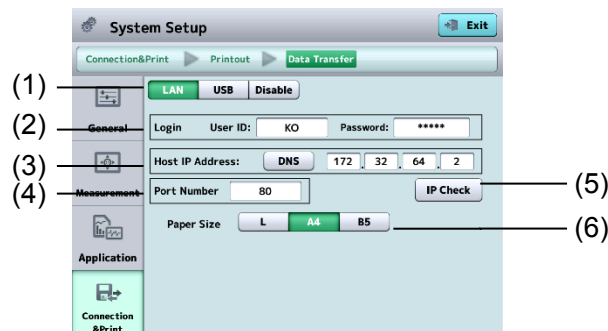 System Setup
Exit
Connection&Print Printout Data Transfer
(1)
LAN USB Disable
General
(2)
Login User ID: KO Password: *****
(3)
Host IP Address: DNS 172 . 32 . 64 . 2
Measurement
(4)
Port Number 80
IP Check
(5)
Paper Size L A4 B5
(6)
Application
Connection
&Print